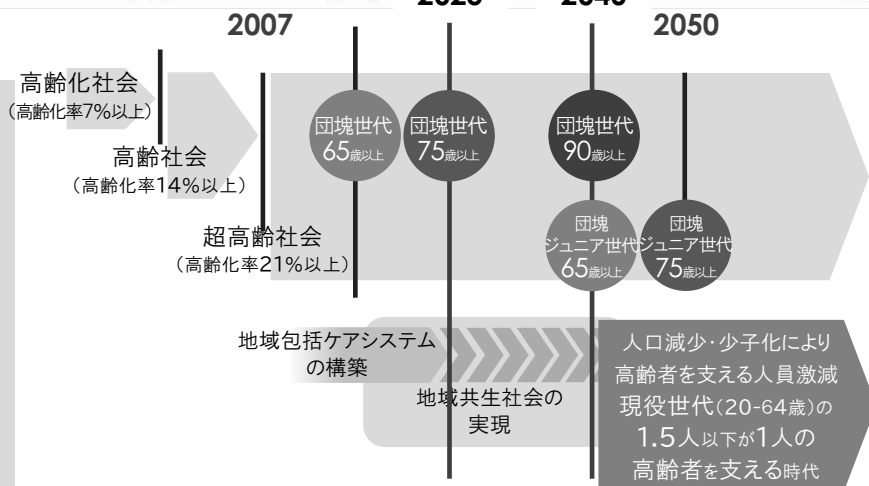 2007
2050
高齢化社会
(高齢化率7%以上)
高齢社会
(高齢化率14%以上)
超高齢社会
(高齢化率21%以上)
団塊世代
65歳以上
団塊世代
75歳以上
団塊世代
90歳以上
団塊
ジュニア世代
65歳以上
団塊
ジュニア世代
75歳以上
地域包括ケアシステム
の構築
地域共生社会の
実現
人口減少・少子化により
高齢者を支える人員激減
現役世代(20-64歳)の
1.5人以下が1人の
高齢者を支える時代